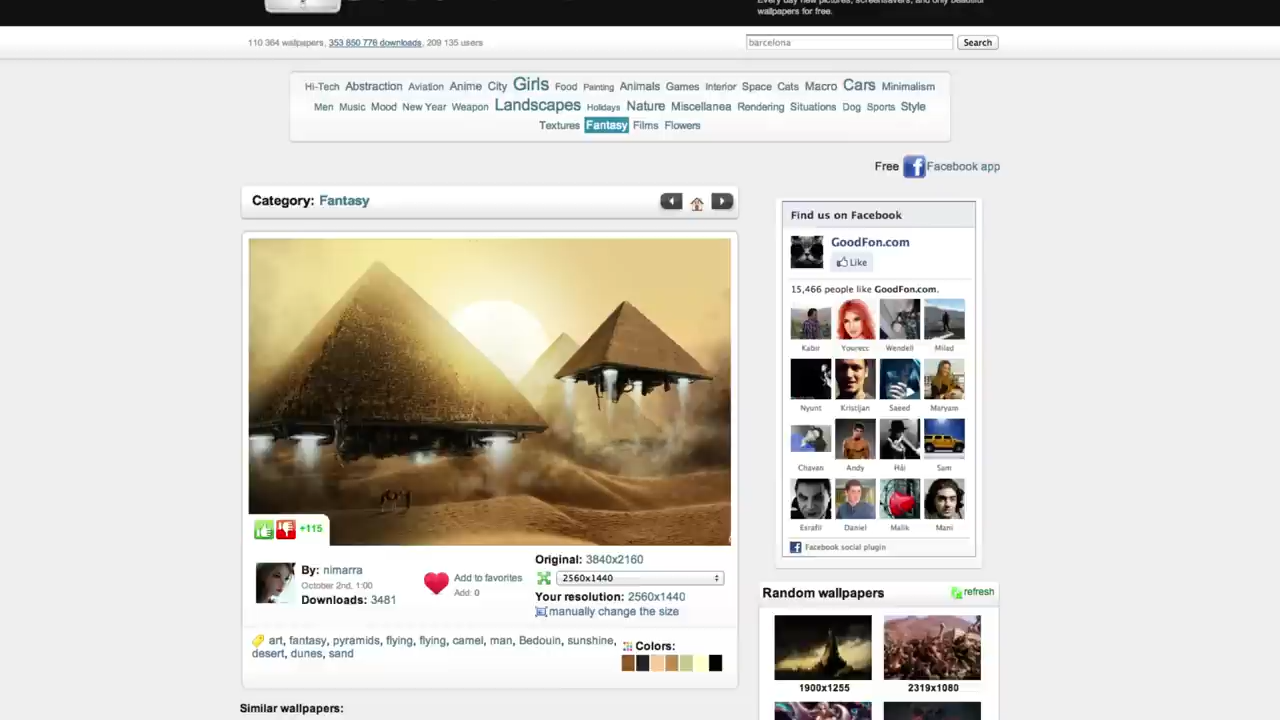 Every day new pictures, screensavers, and only beautiful
wallpapers for free.
110 364 wallpapers, 353 850 776 downloads, 209 135 users
barcelona
Search
Hi-Tech Abstraction Aviation Anime City Girls Food Painting Animals Games Interior Space Cats Macro Cars Minimalism
Men Music Mood New Year Weapon Landscapes Holidays Nature Miscellanea Rendering Situations Dog Sports Style
Textures Fantasy Films Flowers
Free Facebook app
Category: Fantasy
Find us on Facebook
GoodFon.com
Like
15,466 people like GoodFon.com.
Kabir Wendell Milad
Nyunt Kristijan Saeed Maryam
Chavan Andy Hải Sam
Esrafil Daniel Malik Mani
Facebook social plugin
+115
By: nimarra
October 2nd, 1:00
Downloads: 3481
Add to favorites
Add: 0
Original: 3840x2160
2560x1440
Your resolution: 2560x1440
manually change the size
art, fantasy, pyramids, flying, flying, camel, man, Bedouin, sunshine,
desert, dunes, sand
Colors:
Random wallpapers
refresh
1900x1255 2319x1080
Similar wallpapers: